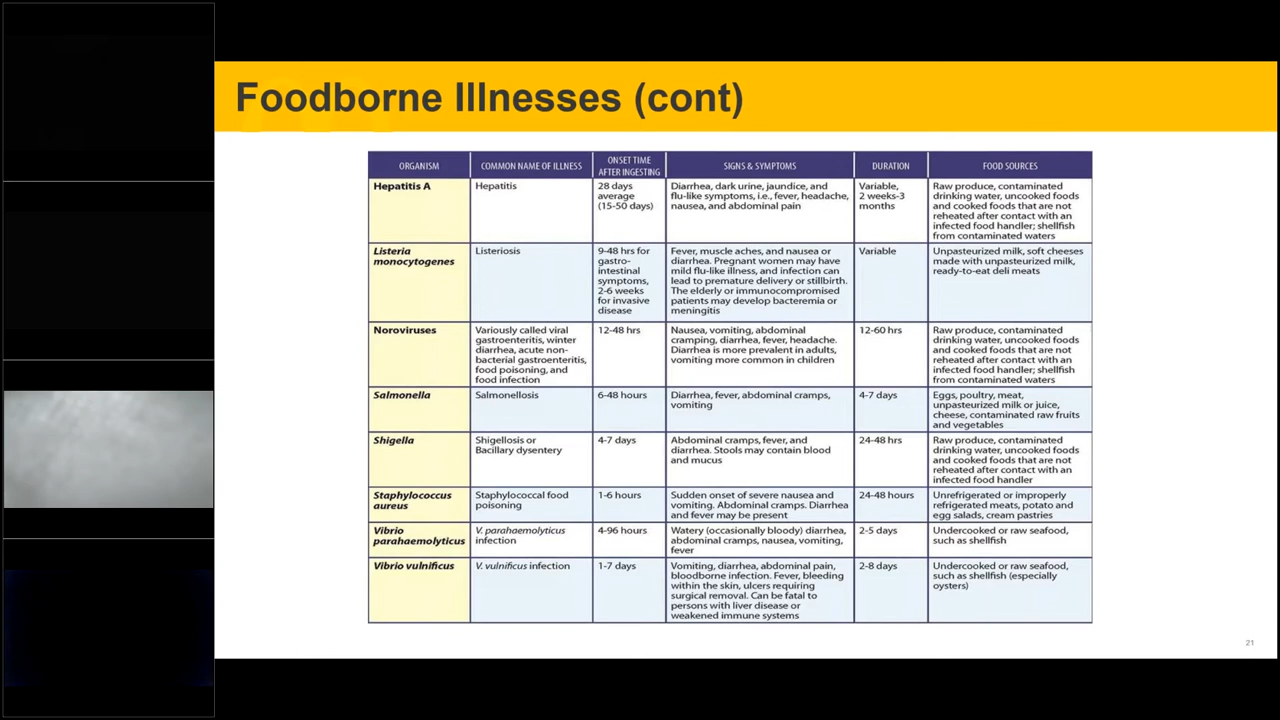 Foodborne Illnesses (cont)
ORGANISM
COMMON NAME OF ILLNESS
ONSET TIME
AFTER INGESTING
SIGNS & SYMPTOMS
DURATION
FOOD SOURCES
Hepatitis A
Hepatitis
28 days
average
(15-50 days)
Diarrhea, dark urine, jaundice, and
flu-like symptoms, i.e., fever, headache,
nausea, and abdominal pain
Variable,
2 weeks-3
months
Raw produce, contaminated
drinking water, uncooked foods
and cooked foods that are not
reheated after contact with an
infected food handler; shellfish
from contaminated waters
Listeria
monocytogenes
Listeriosis
9-48 hrs for
gastro-
intestinal
symptoms,
2-6 weeks
for invasive
disease
Fever, muscle aches, and nausea or
diarrhea. Pregnant women may have
mild flu-like illness, and infection can
lead to premature delivery or stillbirth.
The elderly or immunocompromised
patients may develop bacteremia or
meningitis
Variable
Unpasteurized milk, soft cheeses
made with unpasteurized milk,
ready-to-eat deli meats
Noroviruses
Variously called viral
gastroenteritis, winter
diarrhea, acute non-
bacterial gastroenteritis,
food poisoning, and
food infection
12-48 hrs
Nausea, vomiting, abdominal
cramping, diarrhea, fever, headache.
Diarrhea is more prevalent in adults,
vomiting more common in children
12-60 hrs
Raw produce, contaminated
drinking water, uncooked foods
and cooked foods that are not
reheated after contact with an
infected food handler; shellfish
from contaminated waters
Salmonella
Salmonellosis
6-48 hours
Diarrhea, fever, abdominal cramps,
vomiting
4-7 days
Eggs, poultry, meat,
unpasteurized milk or juice,
cheese, contaminated raw fruits
and vegetables
Shigella
Shigellosis or
Bacillary dysentery
4-7 days
Abdominal cramps, fever, and
diarrhea. Stools may contain blood
and mucus
24-48 hrs
Raw produce, contaminated
drinking water, uncooked foods
and cooked foods that are not
reheated after contact with an
infected food handler
Staphylococcus
aureus
Staphylococcal food
poisoning
1-6 hours
Sudden onset of severe nausea and
vomiting. Abdominal cramps. Diarrhea
and fever may be present
24-48 hours
Unrefrigerated or improperly
refrigerated meats, potato and
egg salads, cream pastries
Vibrio
parahaemolyticus
V. parahaemolyticus
infection
4-96 hours
Watery (occasionally bloody) diarrhea,
abdominal cramps, nausea, vomiting,
fever
2-5 days
Undercooked or raw seafood,
such as shellfish
Vibrio vulnificus
V. vulnificus infection
1-7 days
Vomiting, diarrhea, abdominal pain,
bloodborne infection. Fever, bleeding
within the skin, ulcers requiring
surgical removal. Can be fatal to
persons with liver disease or
weakened immune systems
2-8 days
Undercooked or raw seafood,
such as shellfish (especially
oysters)
21